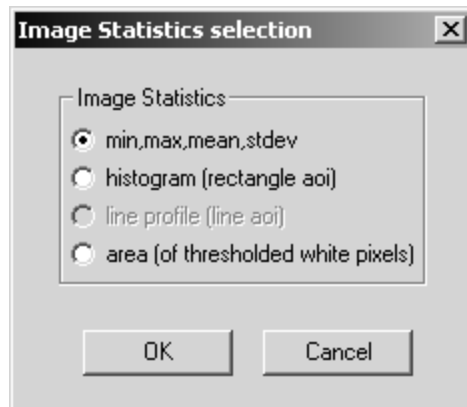 Image Statistics selection
Image Statistics
min,max,mean,stdev
histogram (rectangle aoi)
line profile (line aoi)
area (of thresholded white pixels)
OK
Cancel